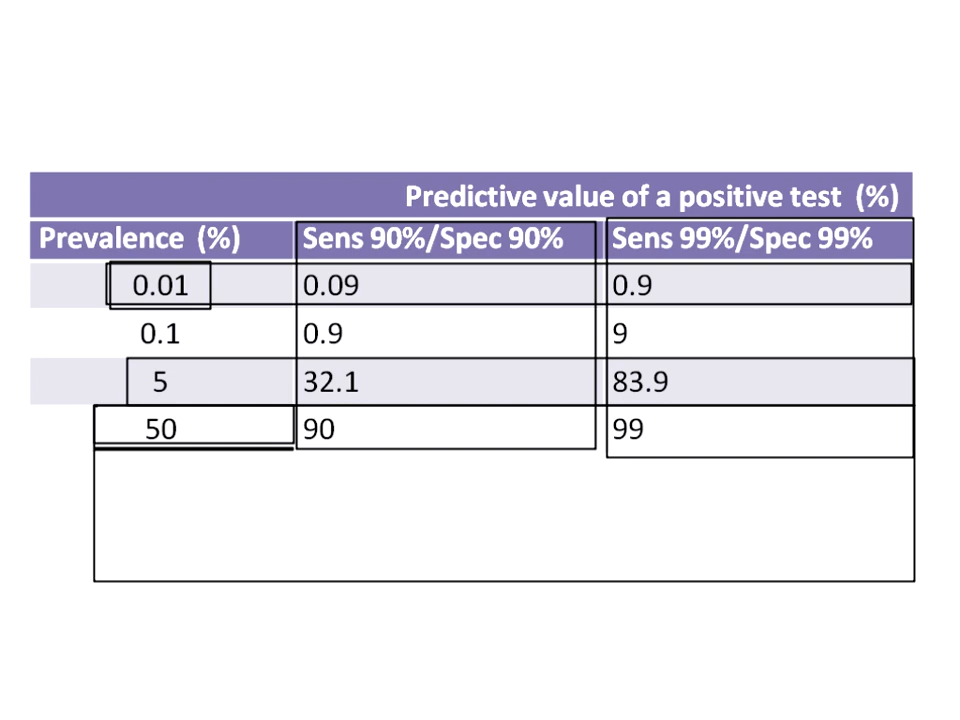 Predictive value of a positive test (%)
Prevalence (%) Sens 90%/Spec 90% Sens 99%/Spec 99%
0.01 0.09 0.9
0.1 0.9 9
5 32.1 83.9
50 90 99